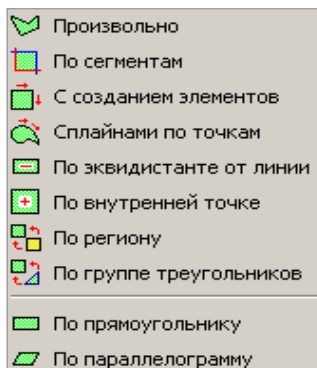 Произвольно
По сегментам
С созданием элементов
Сплайнами по точкам
По эквидистанте от линии
По внутренней точке
По региону
По группе треугольников
По прямоугольнику
По параллелограмму